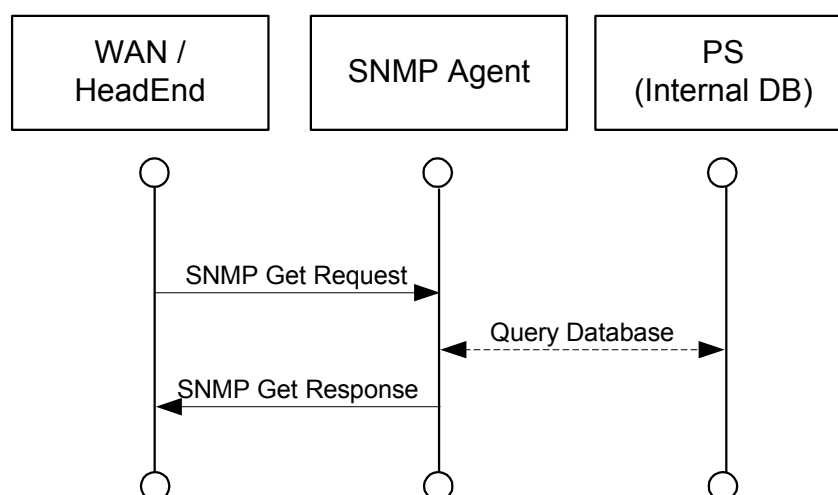 WAN /
HeadEnd
SNMP Agent
PS
(Internal DB)
SNMP Get Request
Query Database
SNMP Get Response